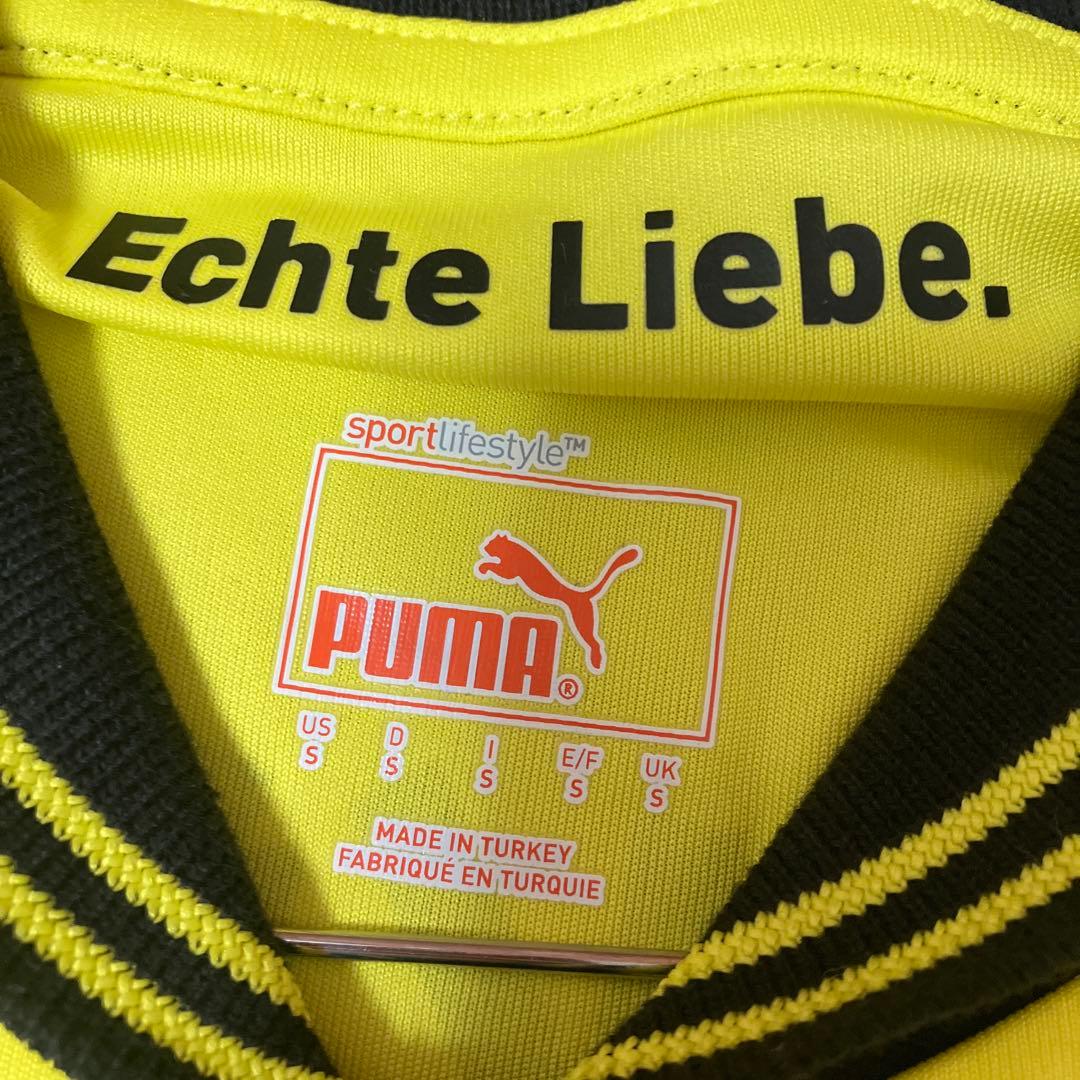 Echte Liebe.
sportlifestyle™
PUMA®
US D I E/F UK
S S S S S
MADE IN TURKEY
FABRIQUÉ EN TURQUIE